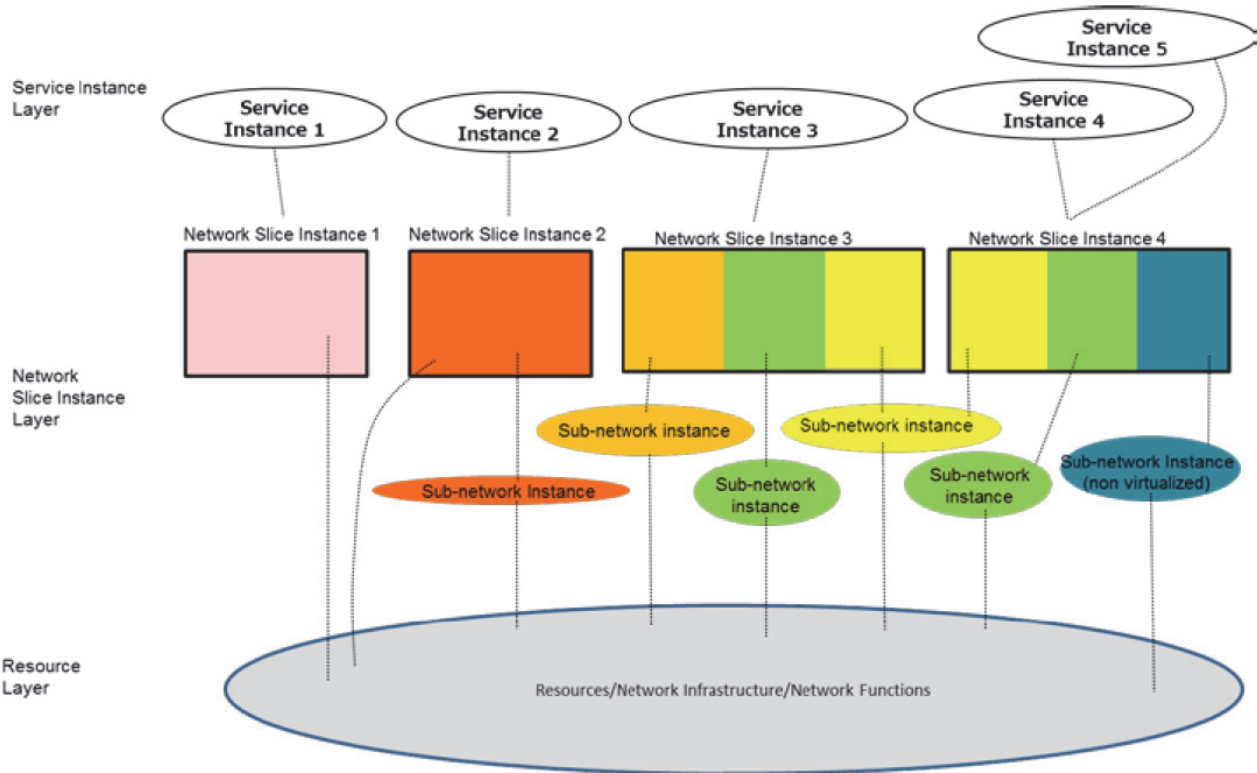 Service
Instance 5
Service Instance
Layer
Service
Instance 1
Service
Instance 2
Service
Instance 3
Service
Instance 4
Network Slice Instance 1
Network Slice Instance 2
Network Slice Instance 3
Network Slice Instance 4
Network
Slice Instance
Layer
Sub-network instance
Sub-network instance
Sub-network Instance
Sub-network
instance
Sub-network
instance
Sub-network Instance
(non virtualized)
Resource
Layer
Resources/Network Infrastructure/Network Functions